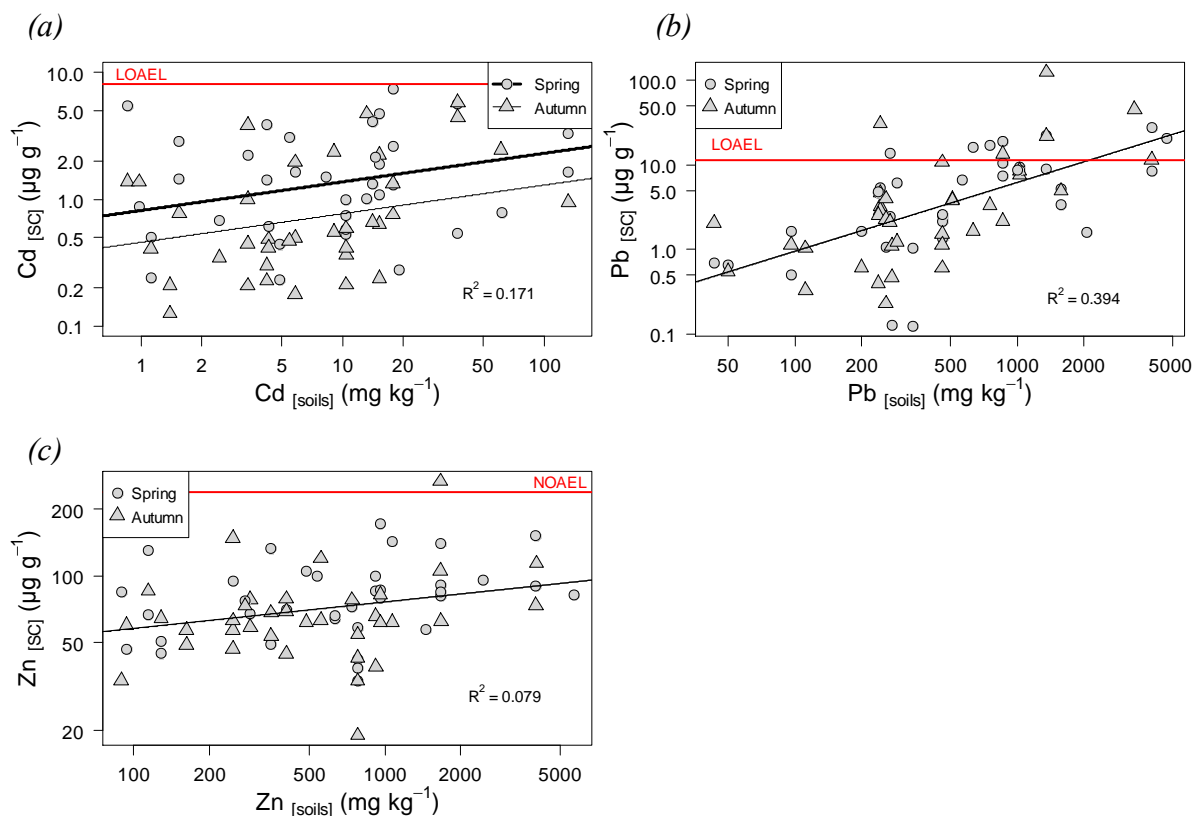 (a)
10.0
5.0
2.0
1.0
0.5
0.2
0.1
Cd [SC] (µg g⁻¹)
LOAEL
Spring
Autumn
R² = 0.171
1 2 5 10 20 50 100
Cd [soils] (mg kg⁻¹)
(b)
100.0
50.0
10.0
5.0
1.0
0.5
0.1
Pb [SC] (µg g⁻¹)
Spring
Autumn
LOAEL
R² = 0.394
50 100 200 500 1000 2000 5000
Pb [soils] (mg kg⁻¹)
(c)
200
100
50
20
Zn [SC] (µg g⁻¹)
Spring
Autumn
NOAEL
R² = 0.079
100 200 500 1000 2000 5000
Zn [soils] (mg kg⁻¹)